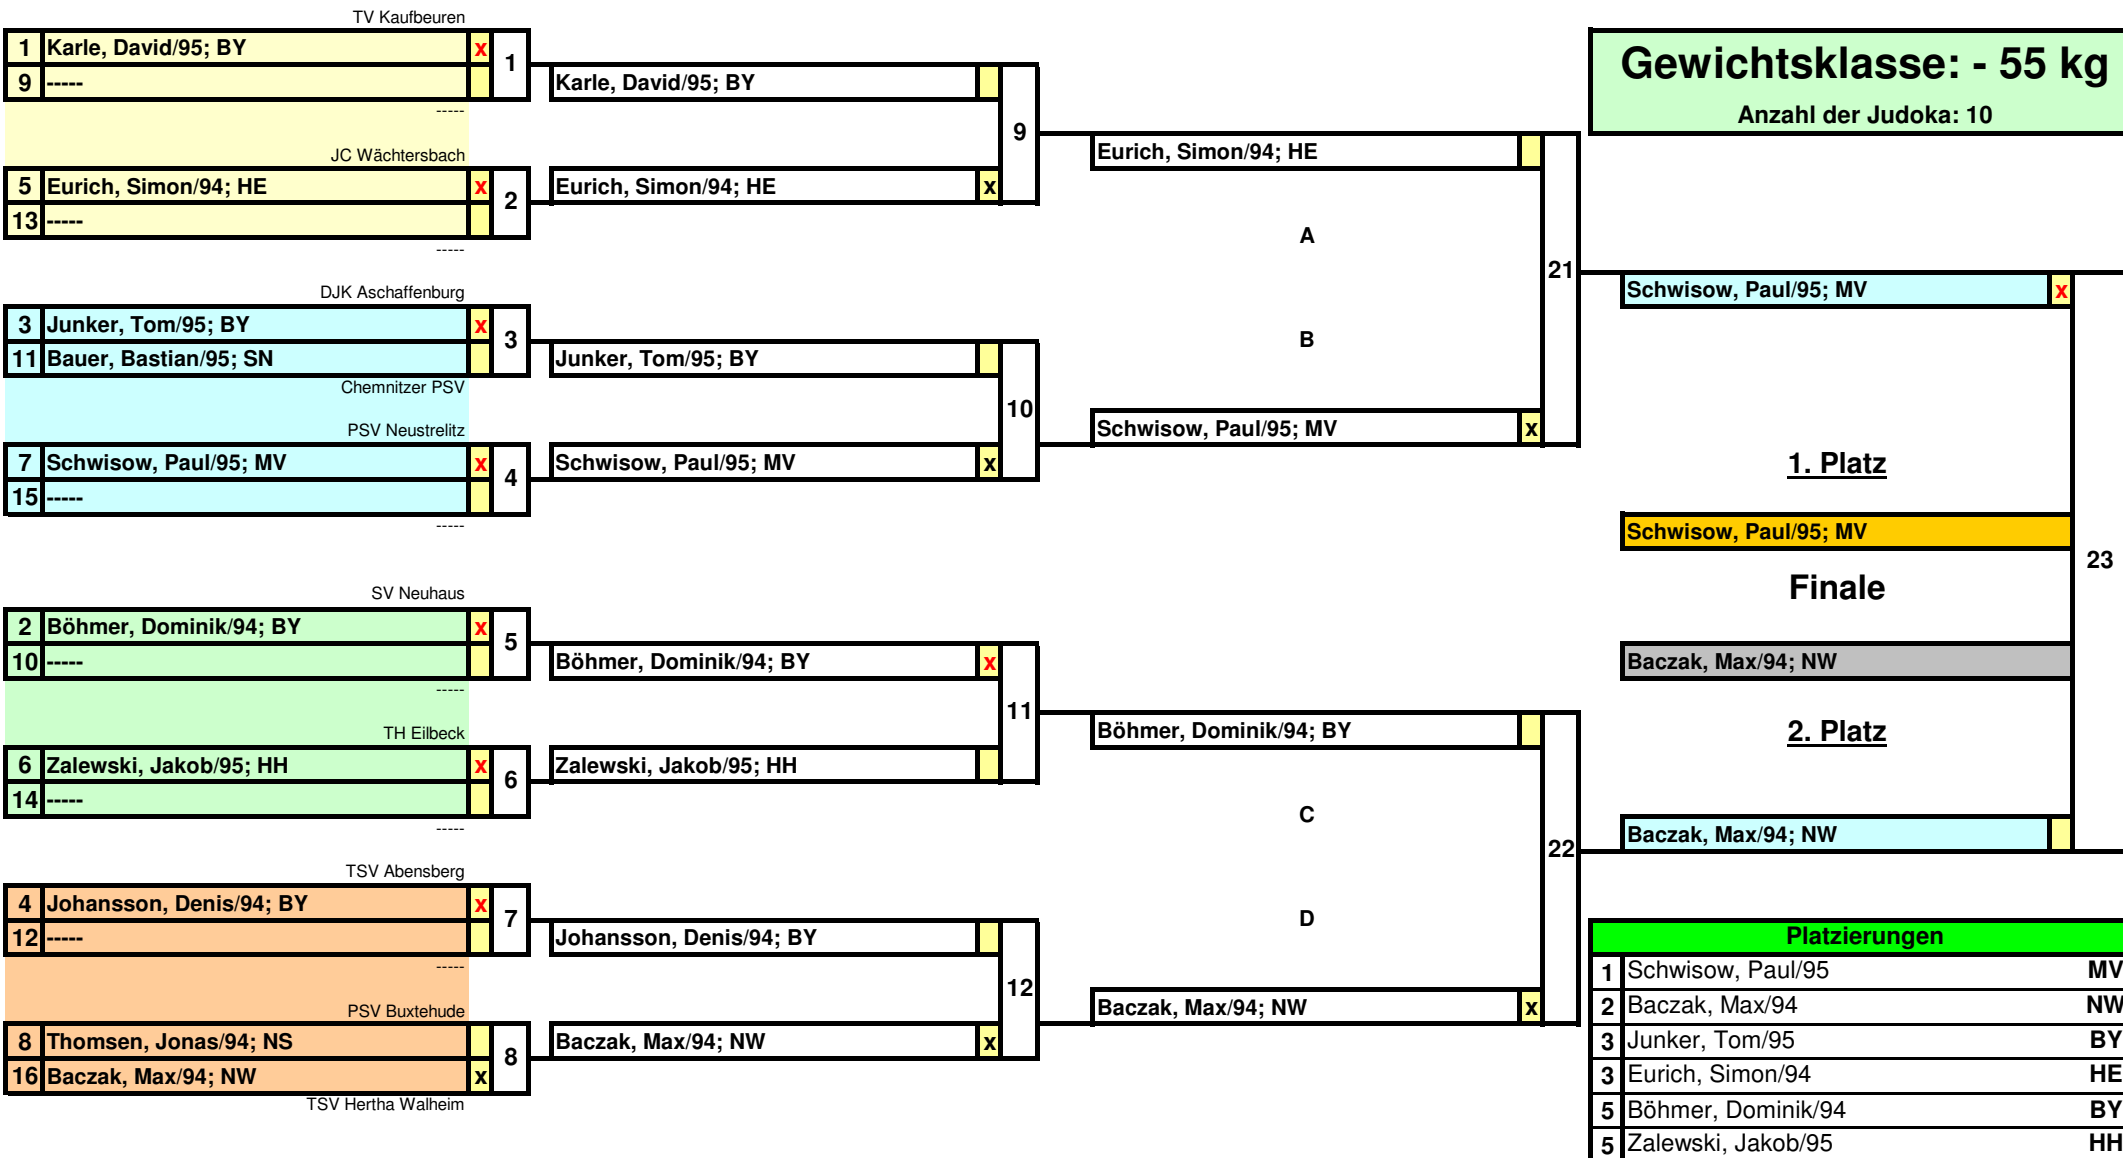 TV Kaufbeuren
1 Karle, David/95; BY x
9 -----
1
-----
JC Wächtersbach
5 Eurich, Simon/94; HE x
13 -----
2
-----
DJK Aschaffenburg
3 Junker, Tom/95; BY x
11 Bauer, Bastian/95; SN
3
Chemnitzer PSV
PSV Neustrelitz
7 Schwisow, Paul/95; MV x
15 -----
4
-----
SV Neuhaus
2 Böhmer, Dominik/94; BY x
10 -----
5
-----
TH Eilbeck
6 Zalewski, Jakob/95; HH x
14 -----
6
-----
TSV Abensberg
4 Johansson, Denis/94; BY x
12 -----
7
-----
PSV Buxtehude
8 Thomsen, Jonas/94; NS
16 Baczak, Max/94; NW x
8
TSV Hertha Walheim
Karle, David/95; BY
9
Eurich, Simon/94; HE x
Junker, Tom/95; BY
10
Schwisow, Paul/95; MV x
Böhmer, Dominik/94; BY x
11
Zalewski, Jakob/95; HH
Johansson, Denis/94; BY
12
Baczak, Max/94; NW x
Eurich, Simon/94; HE
A
21
B
Schwisow, Paul/95; MV x
Böhmer, Dominik/94; BY
C
22
D
Baczak, Max/94; NW x
Gewichtsklasse: - 55 kg
Anzahl der Judoka: 10
Schwisow, Paul/95; MV x
1. Platz
Schwisow, Paul/95; MV
23
Finale
Baczak, Max/94; NW
2. Platz
Baczak, Max/94; NW
Platzierungen
1 Schwisow, Paul/95 MV
2 Baczak, Max/94 NW
3 Junker, Tom/95 BY
3 Eurich, Simon/94 HE
5 Böhmer, Dominik/94 BY
5 Zalewski, Jakob/95 HH